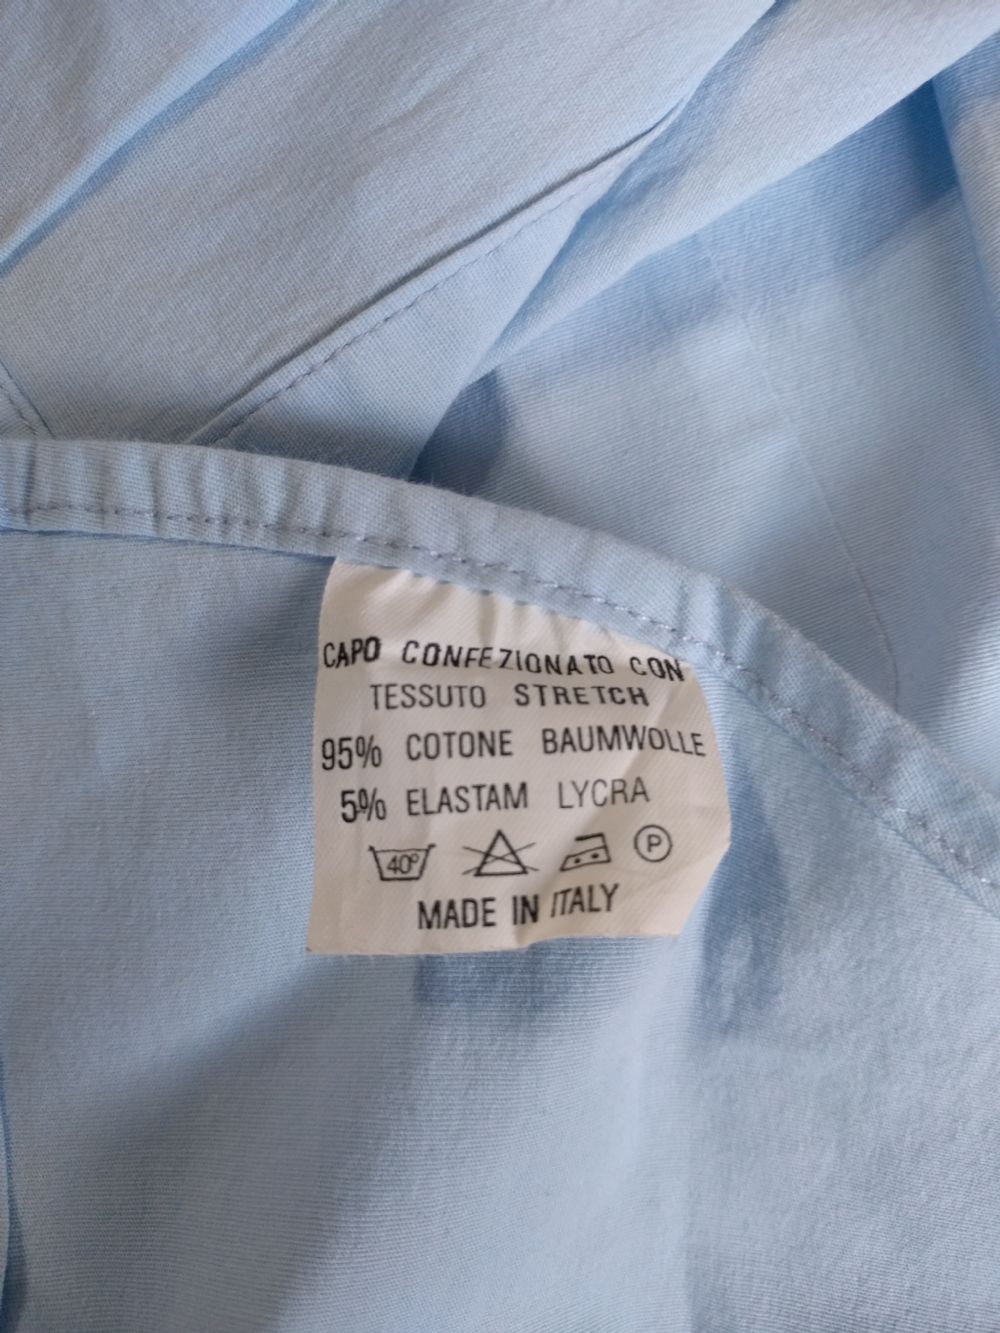 CAPO CONFEZIONATO CON
TESSUTO STRETCH
95% COTONE BAUMWOLLE
5% ELASTAM LYCRA
40° P
MADE IN ITALY